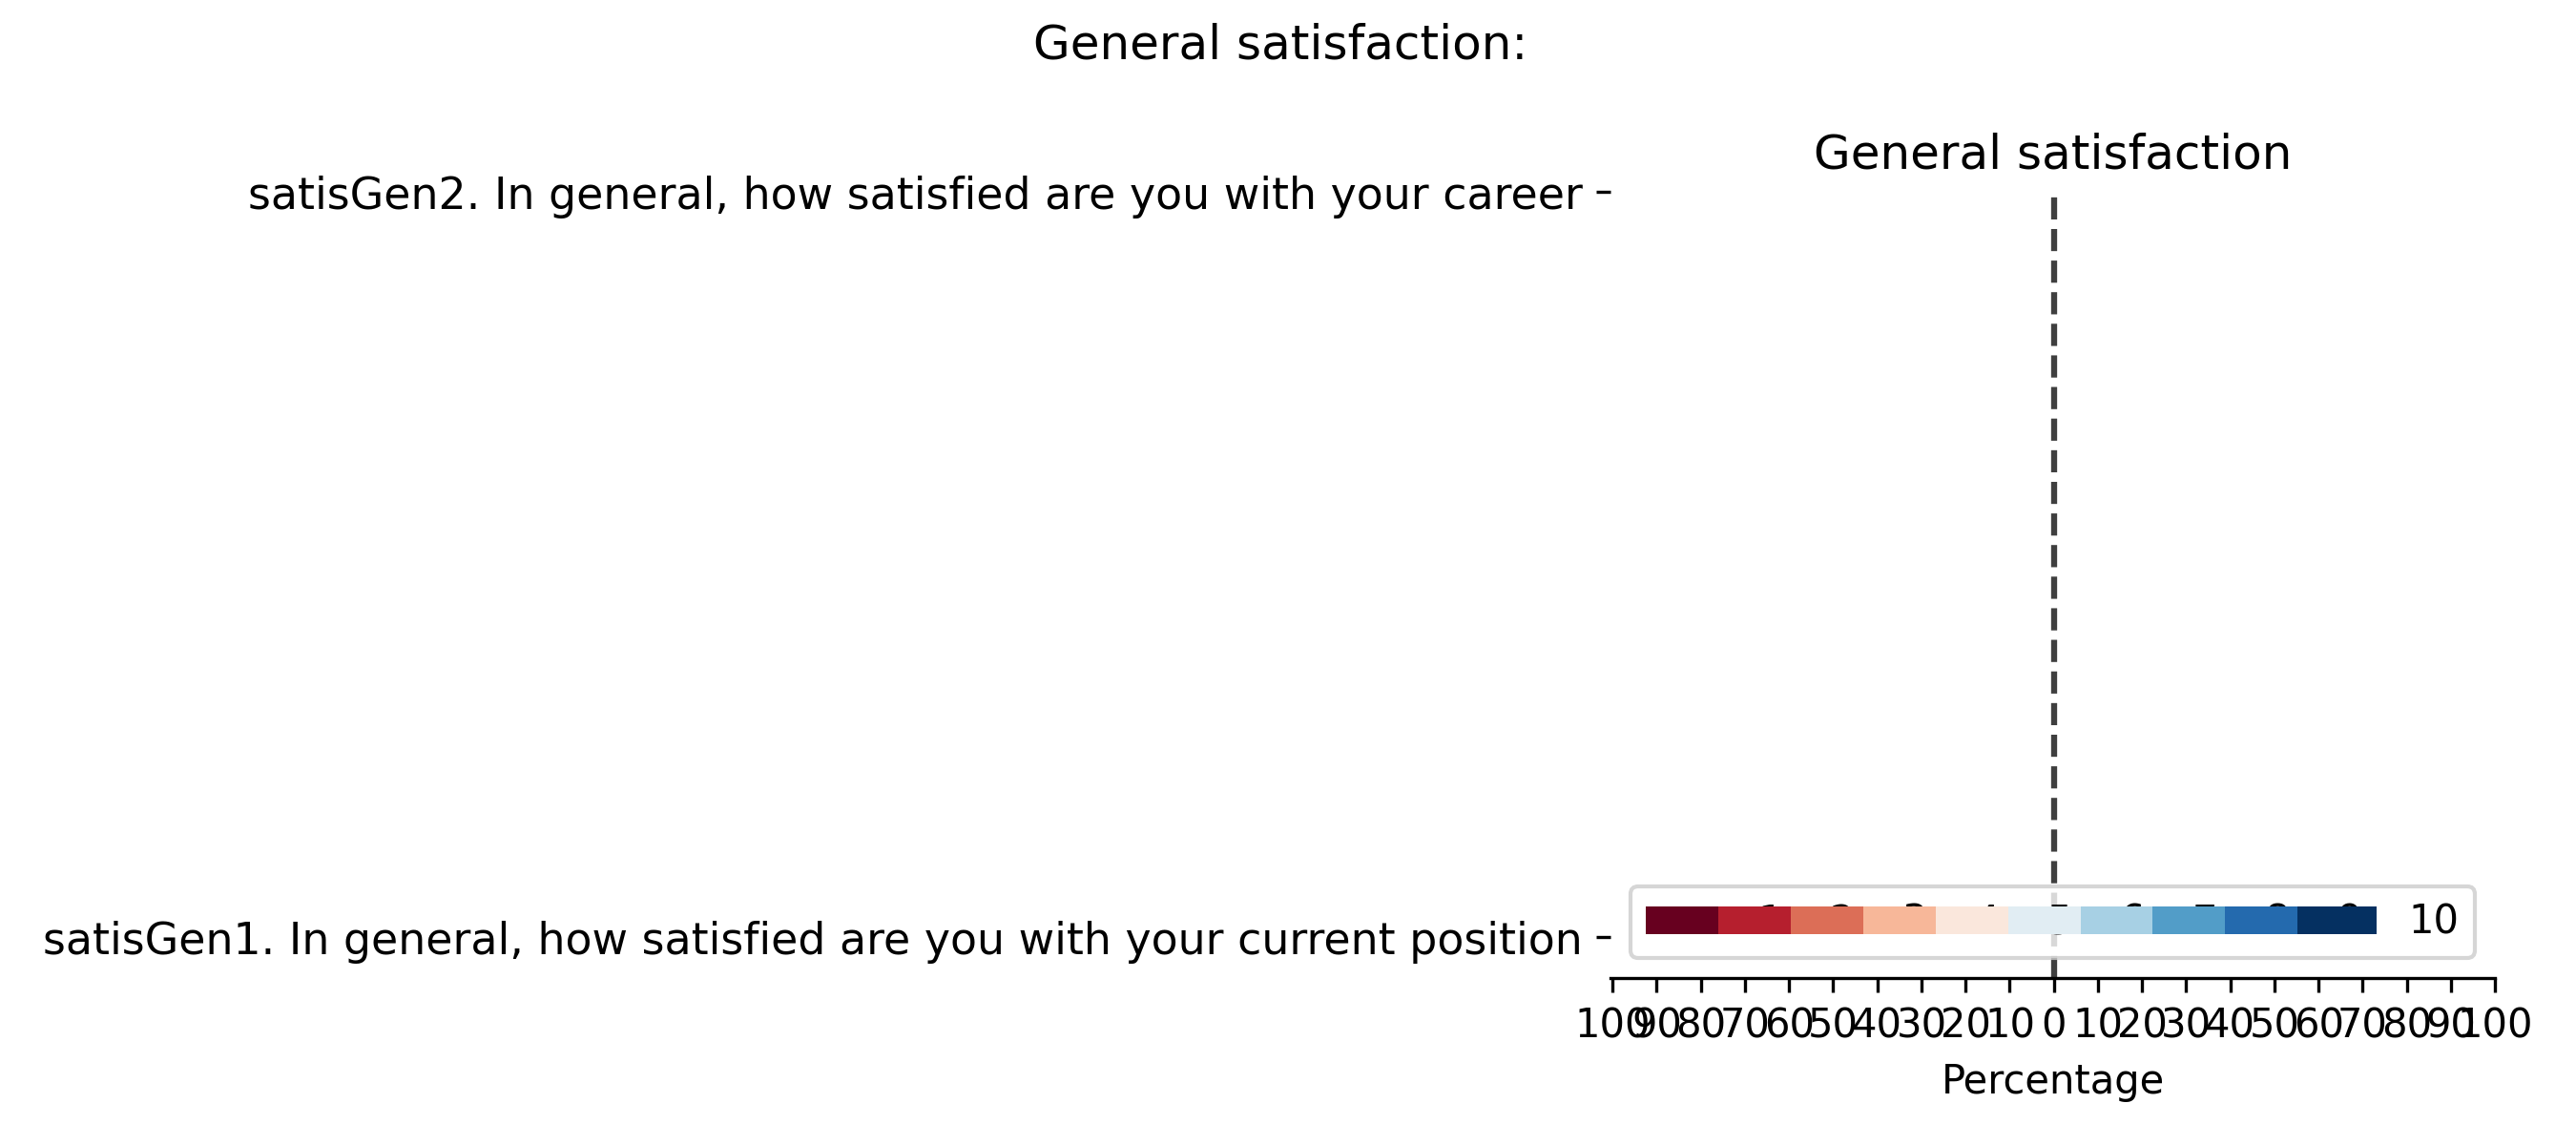 General satisfaction:
General satisfaction
satisGen2. In general, how satisfied are you with your career
satisGen1. In general, how satisfied are you with your current position
10
100 90 80 70 60 50 40 30 20 10 0 10 20 30 40 50 60 70 80 90 100
Percentage